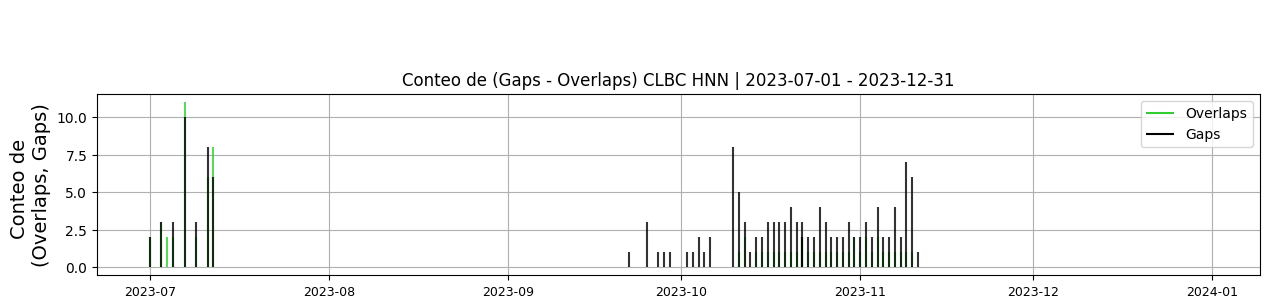 Conteo de (Gaps - Overlaps) CLBC HNN | 2023-07-01 - 2023-12-31
Conteo de
(Overlaps, Gaps)
10.0
7.5
5.0
2.5
0.0
Overlaps
Gaps
2023-07
2023-08
2023-09
2023-10
2023-11
2023-12
2024-01